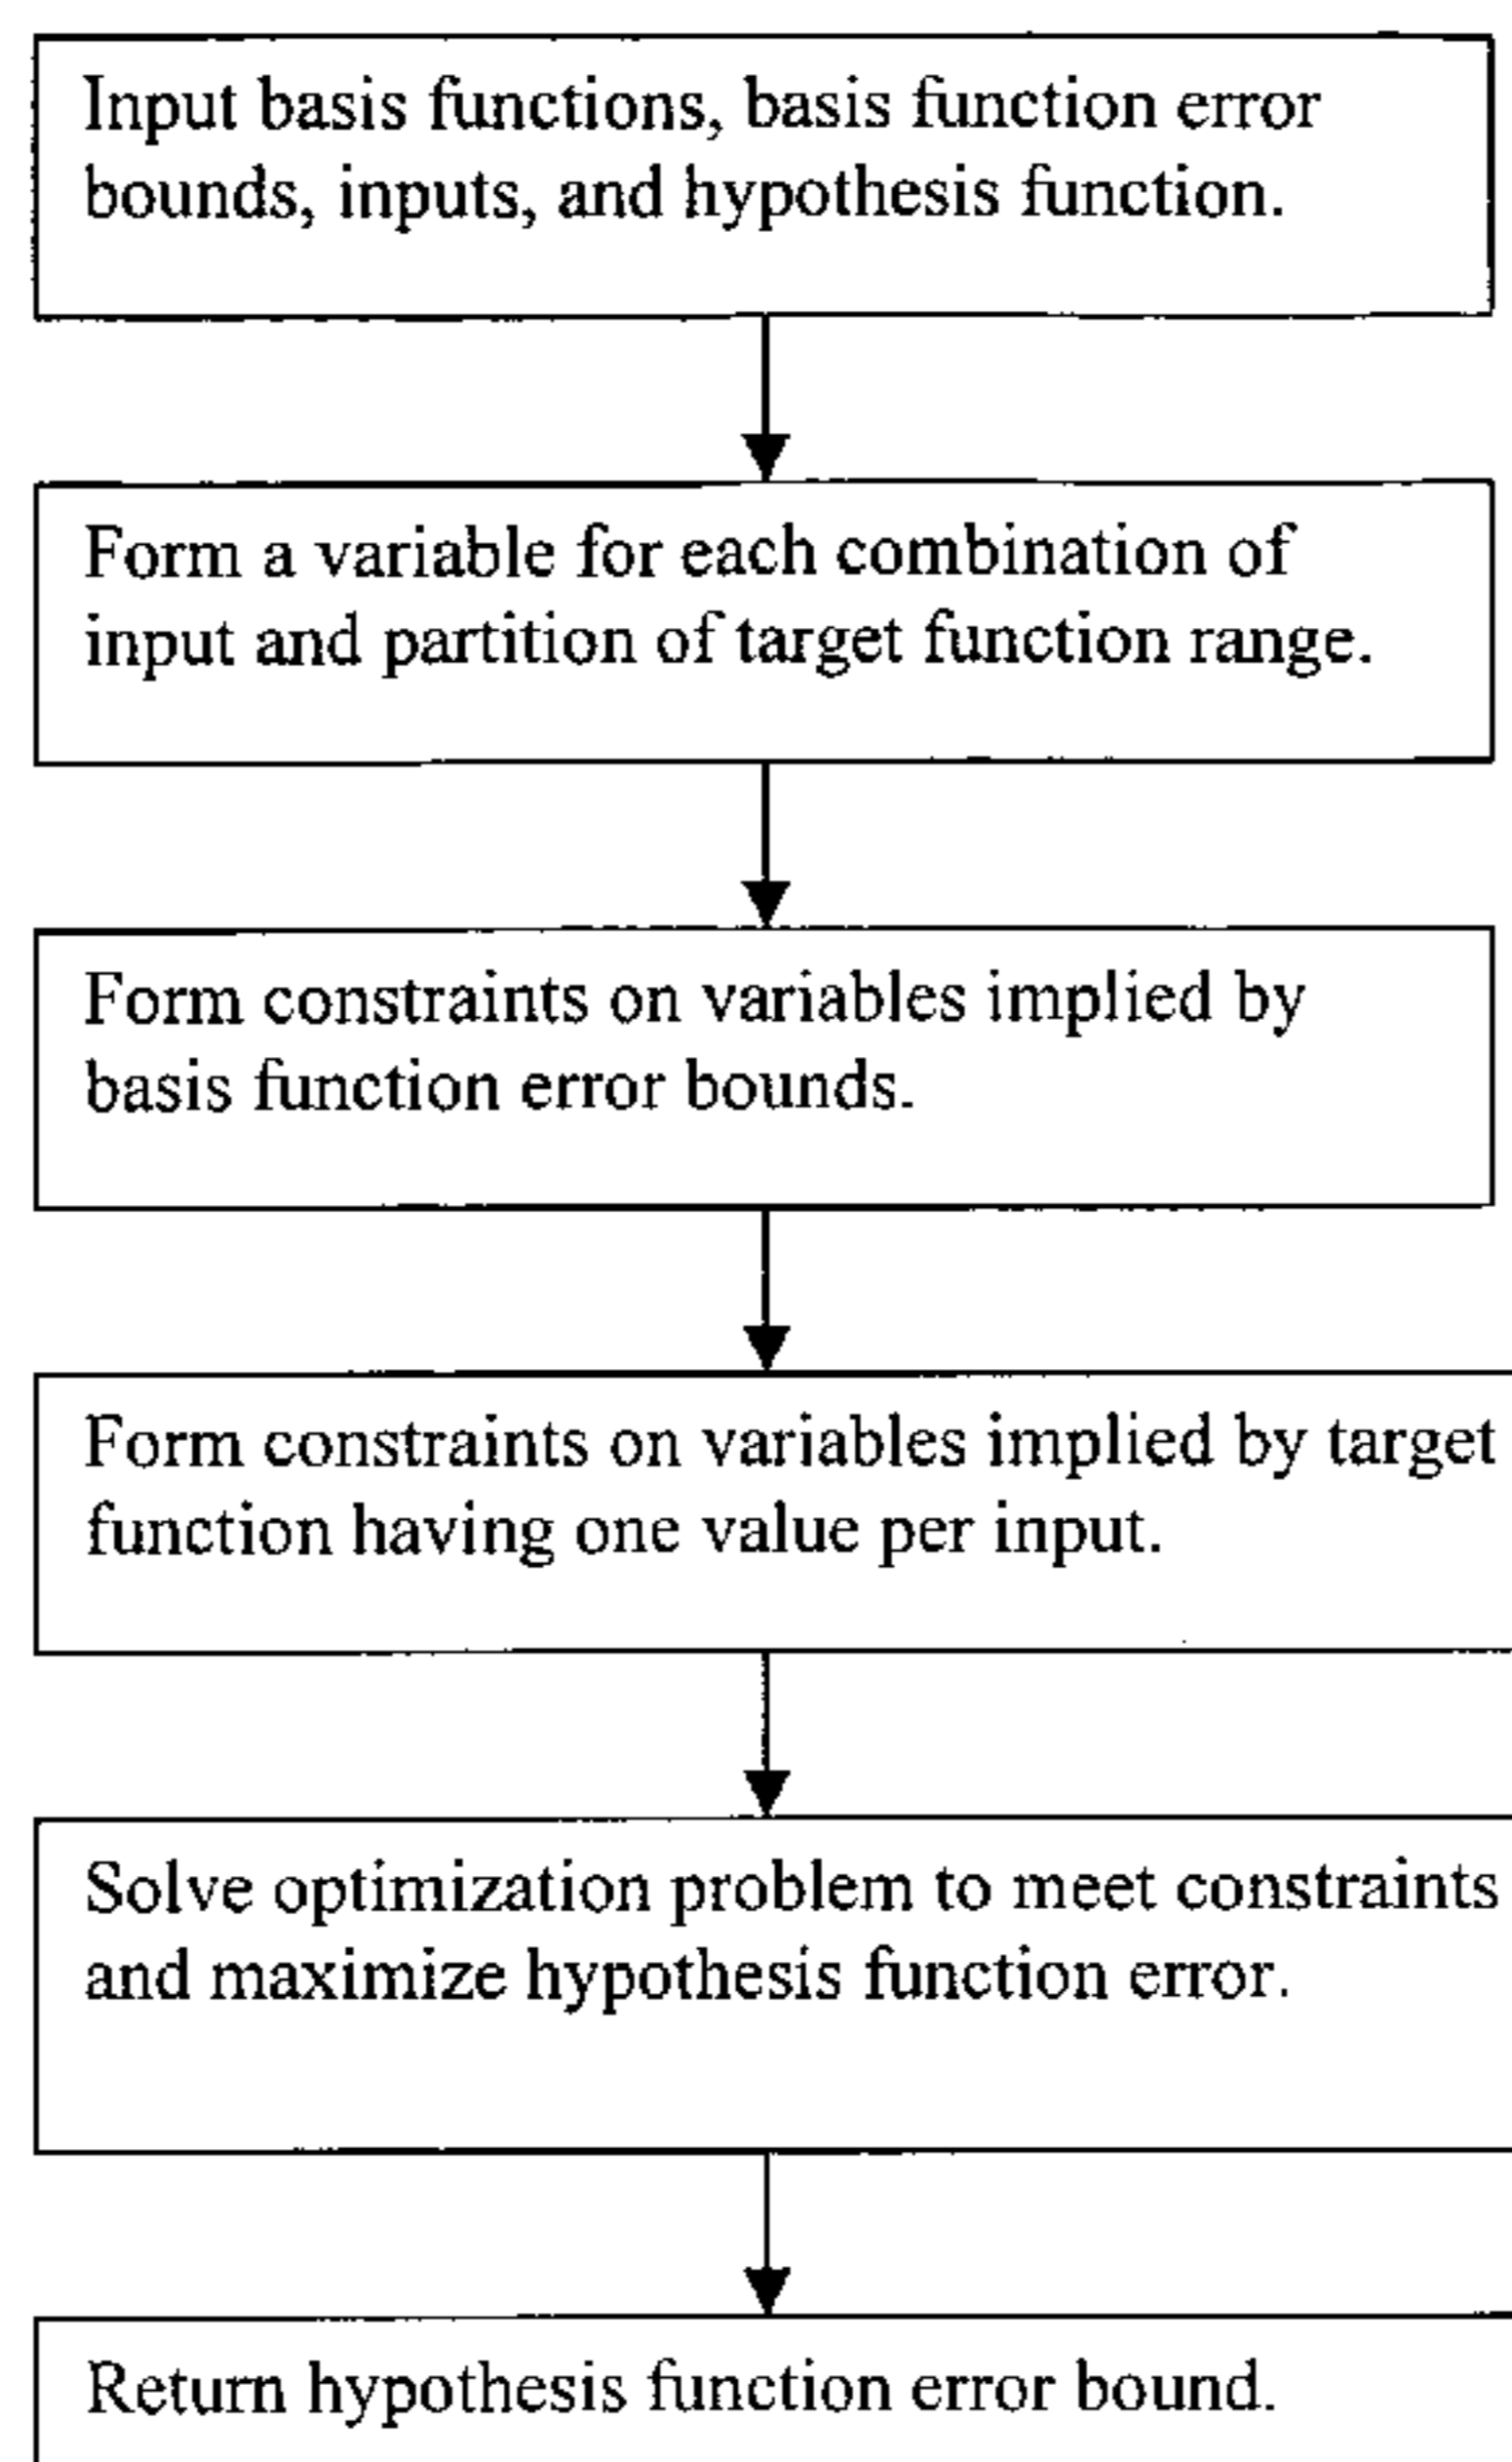 Input basis functions, basis function error
bounds, inputs, and hypothesis function.
Form a variable for each combination of
input and partition of target function range.
Form constraints on variables implied by
basis function error bounds.
Form constraints on variables implied by target
function having one value per input.
Solve optimization problem to meet constraints
and maximize hypothesis function error.
Return hypothesis function error bound.